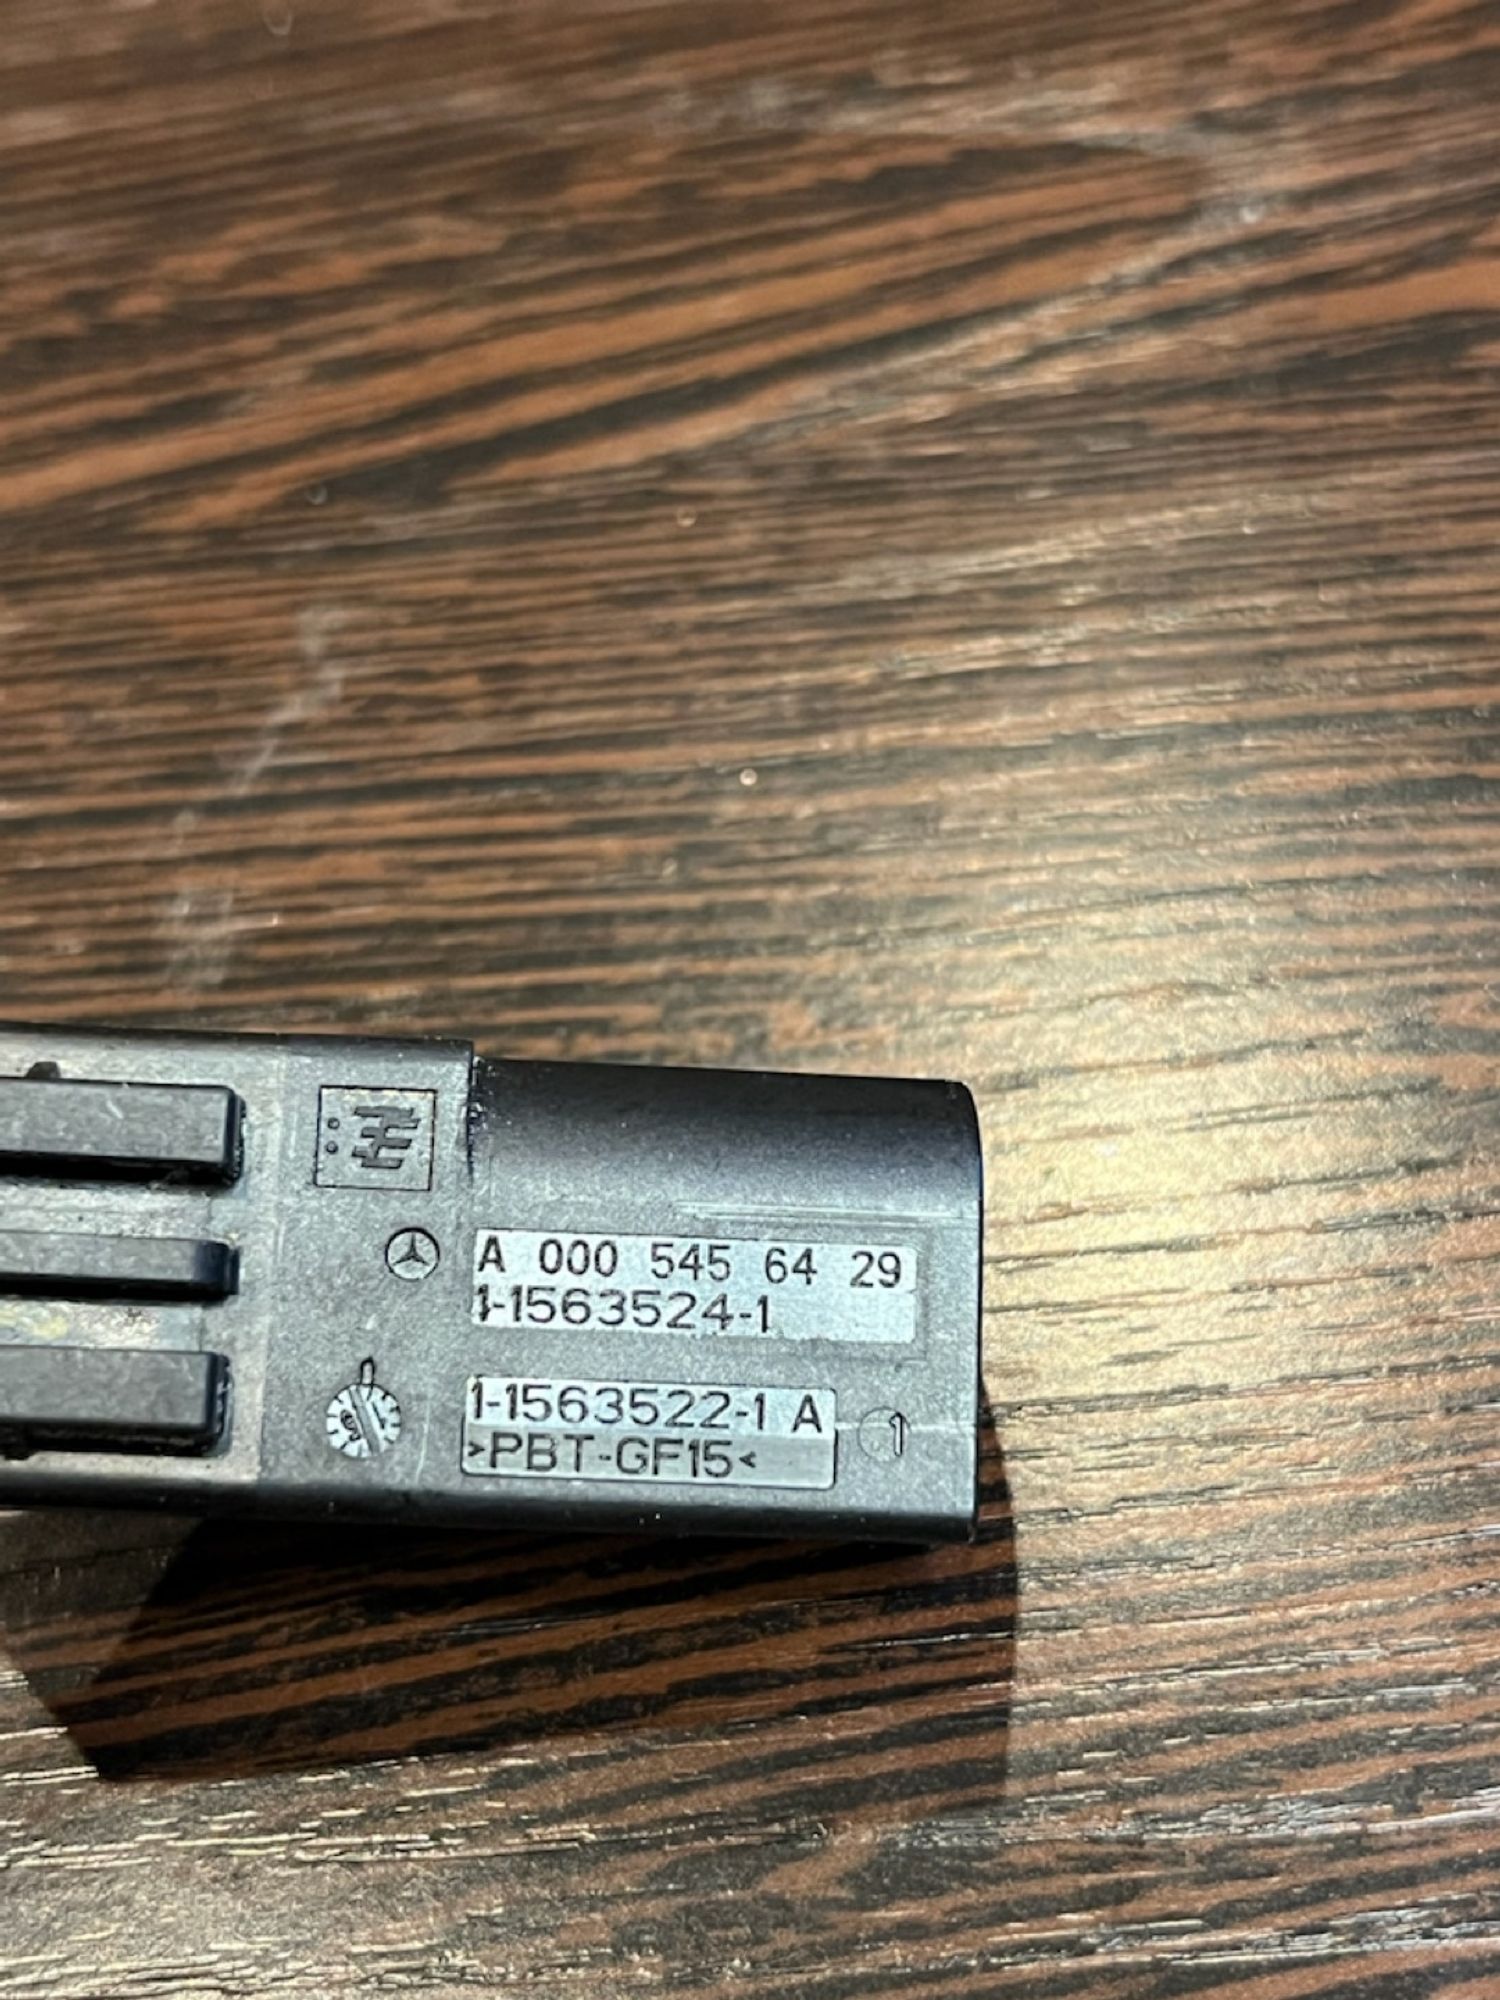 A 000 545 64 29
1-1563524-1
1-1563522-1 A
>PBT-GF15<
1